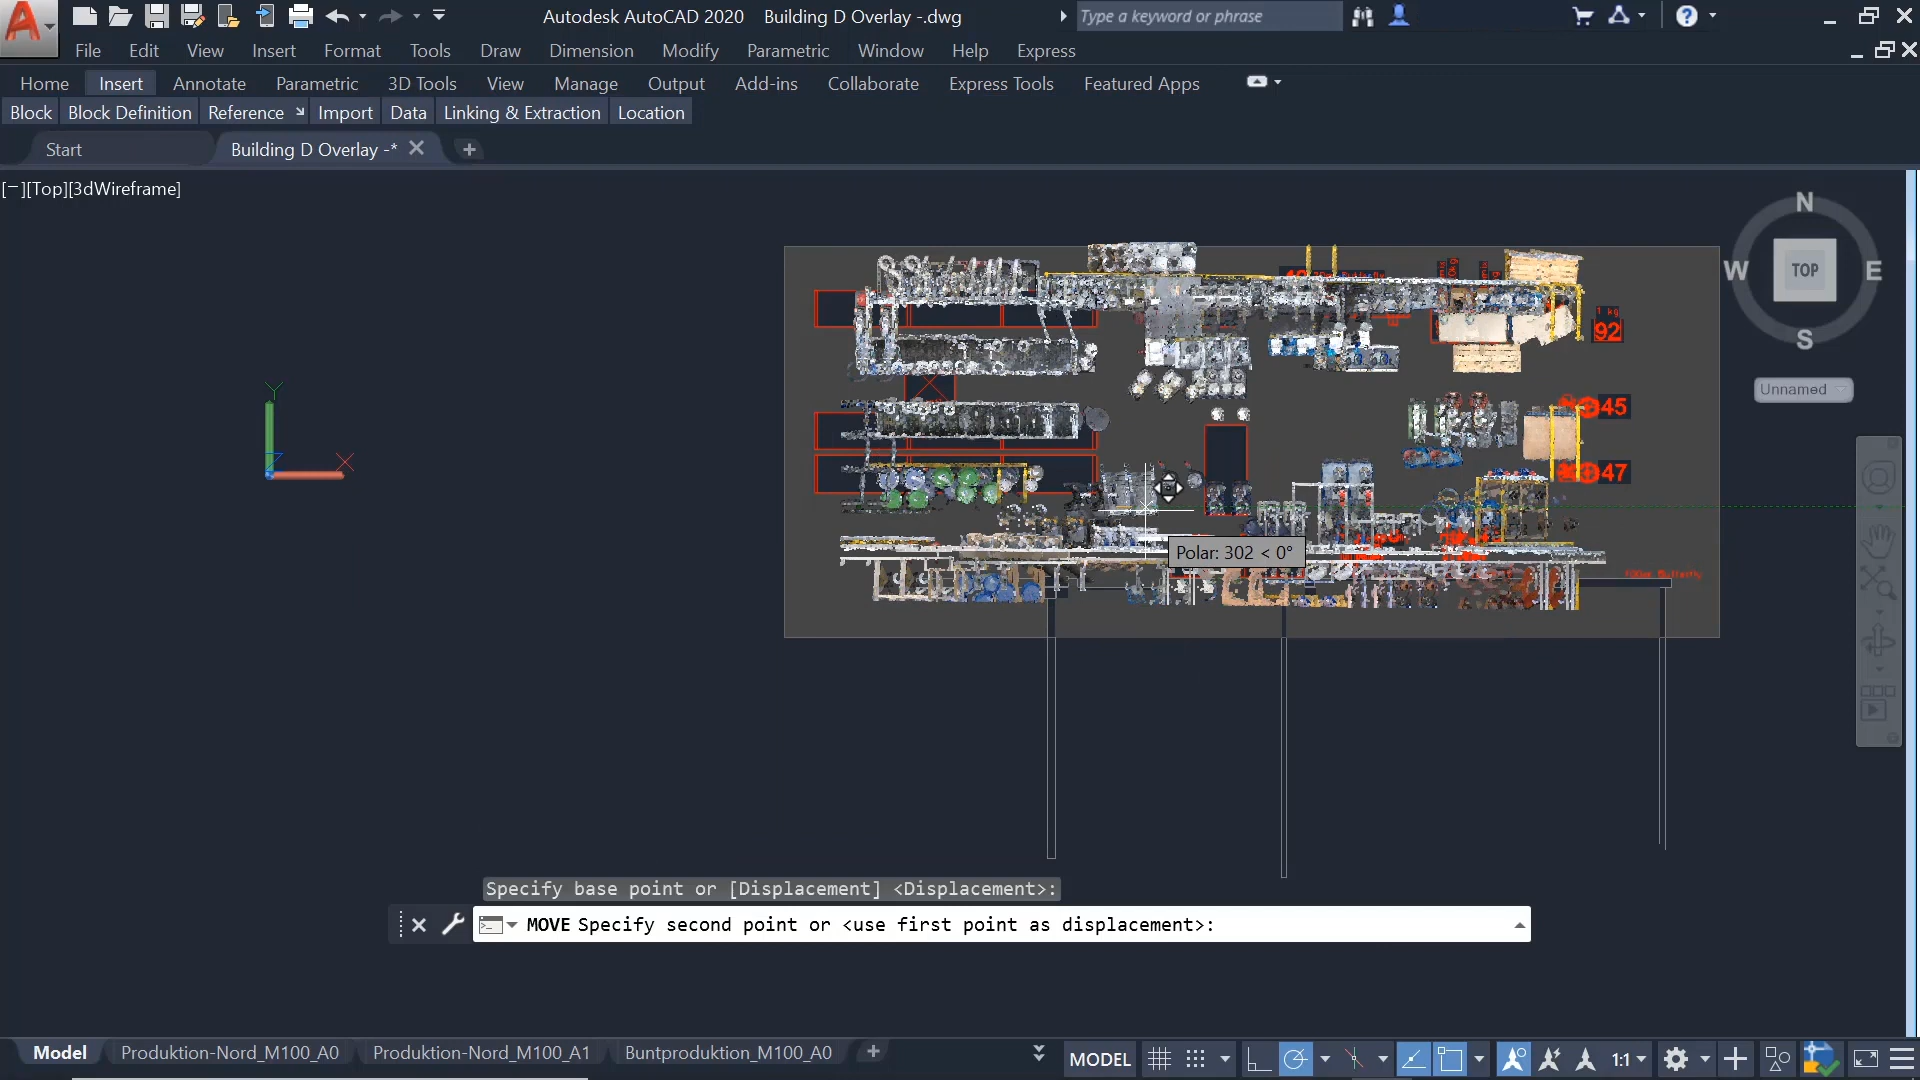 Autodesk AutoCAD 2020 Building D Overlay -.dwg
Type a keyword or phrase
File Edit View Insert Format Tools Draw Dimension Modify Parametric Window Help Express
Home Insert Annotate Parametric 3D Tools View Manage Output Add-ins Collaborate Express Tools Featured Apps
Block Block Definition Reference Import Data Linking & Extraction Location
Start Building D Overlay -*
[−][Top][3dWireframe]
N
W TOP E
S
Unnamed
1 kg
92
45
47
Y
X
Polar: 302 < 0°
Specify base point or [Displacement] <Displacement>:
MOVE Specify second point or <use first point as displacement>:
Model Produktion-Nord_M100_A0 Produktion-Nord_M100_A1 Buntproduktion_M100_A0
MODEL 1:1